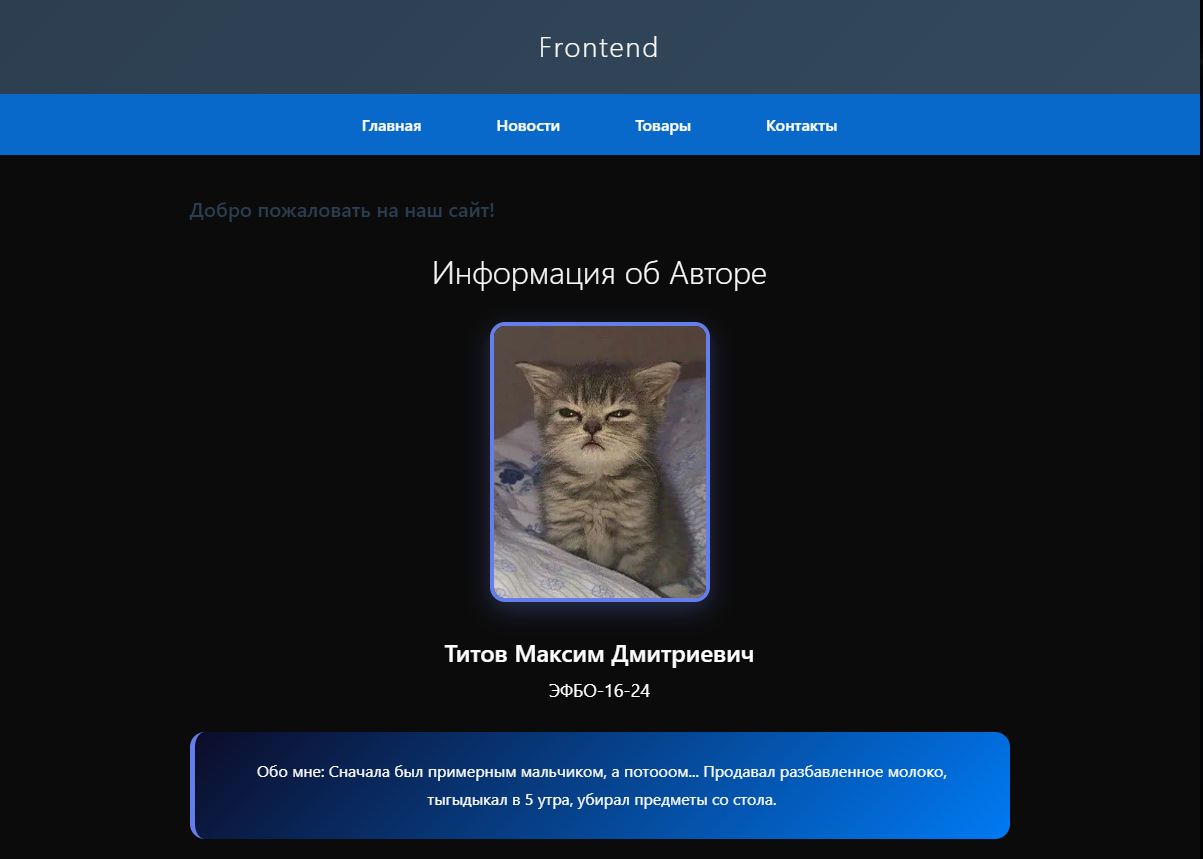 Frontend
Главная Новости Товары Контакты
Добро пожаловать на наш сайт!
Информация об Авторе
Титов Максим Дмитриевич
ЭФБО-16-24
Обо мне: Сначала был примерным мальчиком, а потооом... Продавал разбавленное молоко,
тыгыдыкал в 5 утра, убирал предметы со стола.